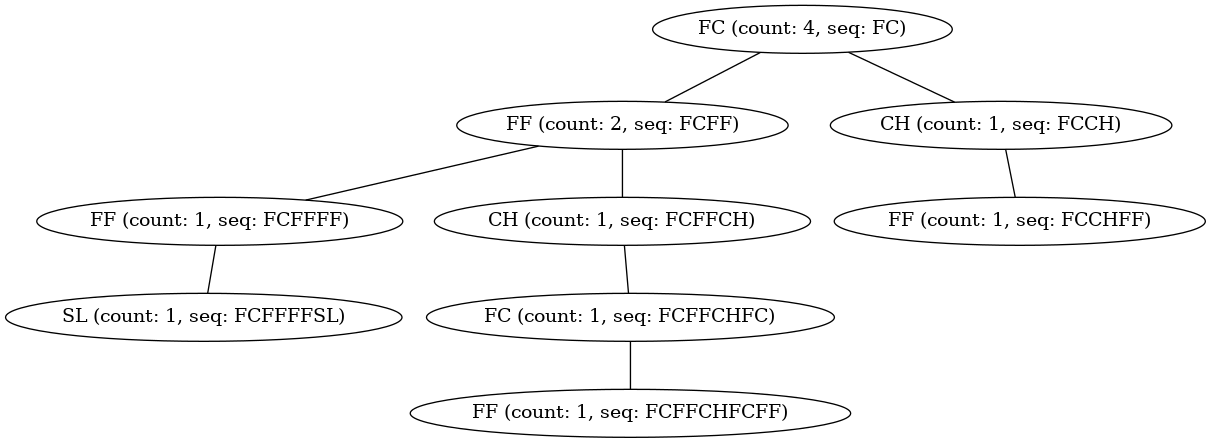 FC (count: 4, seq: FC)
FF (count: 2, seq: FCFF)
CH (count: 1, seq: FCCH)
FF (count: 1, seq: FCFFFF)
CH (count: 1, seq: FCFFCH)
FF (count: 1, seq: FCCHFF)
SL (count: 1, seq: FCFFFFSL)
FC (count: 1, seq: FCFFCHFC)
FF (count: 1, seq: FCFFCHFCFF)